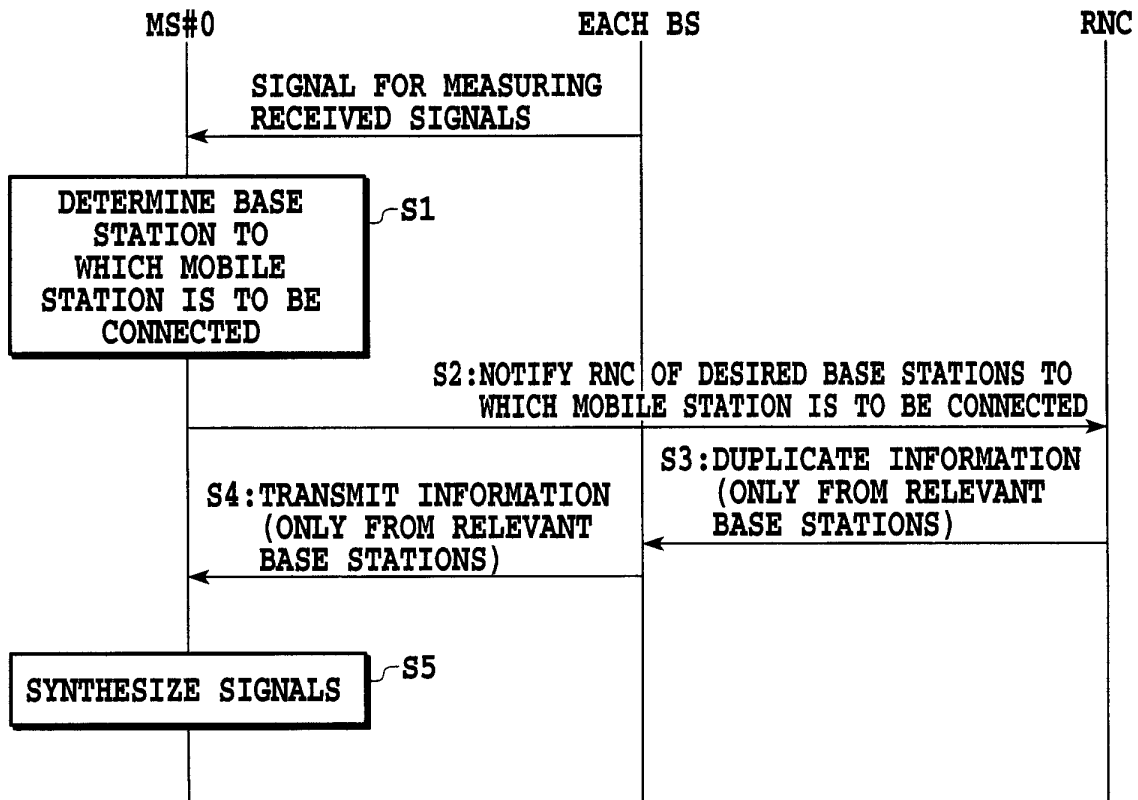 MS#0
EACH BS
RNC
SIGNAL FOR MEASURING
RECEIVED SIGNALS
DETERMINE BASE
STATION TO
WHICH MOBILE
STATION IS TO BE
CONNECTED
S1
S2:NOTIFY RNC OF DESIRED BASE STATIONS TO
WHICH MOBILE STATION IS TO BE CONNECTED
S3:DUPLICATE INFORMATION
(ONLY FROM RELEVANT
BASE STATIONS)
S4:TRANSMIT INFORMATION
(ONLY FROM RELEVANT
BASE STATIONS)
SYNTHESIZE SIGNALS
S5